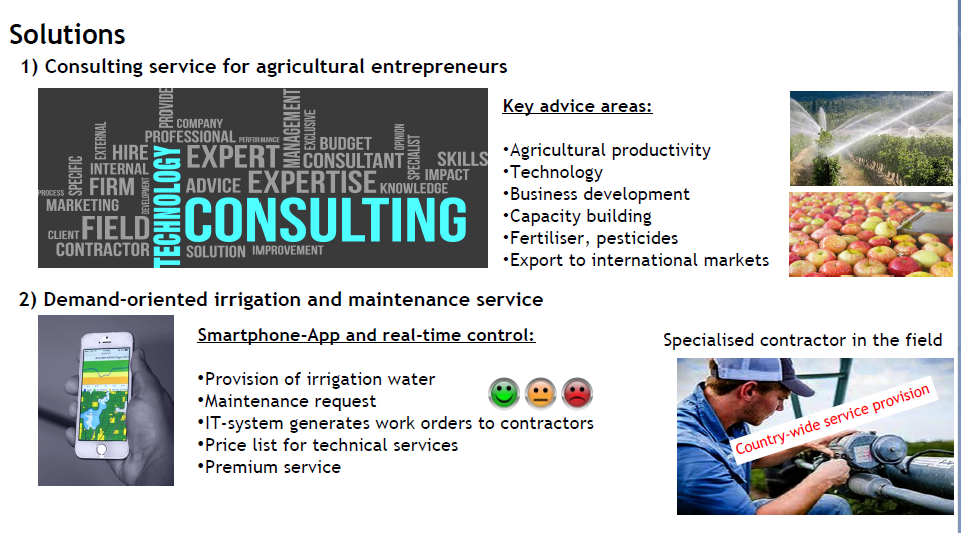 Solutions
1) Consulting service for agricultural entrepreneurs
PROVIDE
COMPANY
PROFESSIONAL
PERFORMANCE
MANAGEMENT
EXCLUSIVE
BUDGET
OPINION
EXTERNAL
HIRE
TECHNOLOGY
EXPERT
CONSULTANT
SPECIALIST
SKILLS
SPECIFIC
INTERNAL
IMPACT
PROCESS
FIRM
DEVELOPMENT
ADVICE
EXPERTISE
KNOWLEDGE
MARKETING
CONSULTING
CLIENT
FIELD
CONTRACTOR
SOLUTION
IMPROVEMENT
Key advice areas:
•Agricultural productivity
•Technology
•Business development
•Capacity building
•Fertiliser, pesticides
•Export to international markets
2) Demand-oriented irrigation and maintenance service
Smartphone-App and real-time control:
•Provision of irrigation water
•Maintenance request
•IT-system generates work orders to contractors
•Price list for technical services
•Premium service
Specialised contractor in the field
Country-wide service provision